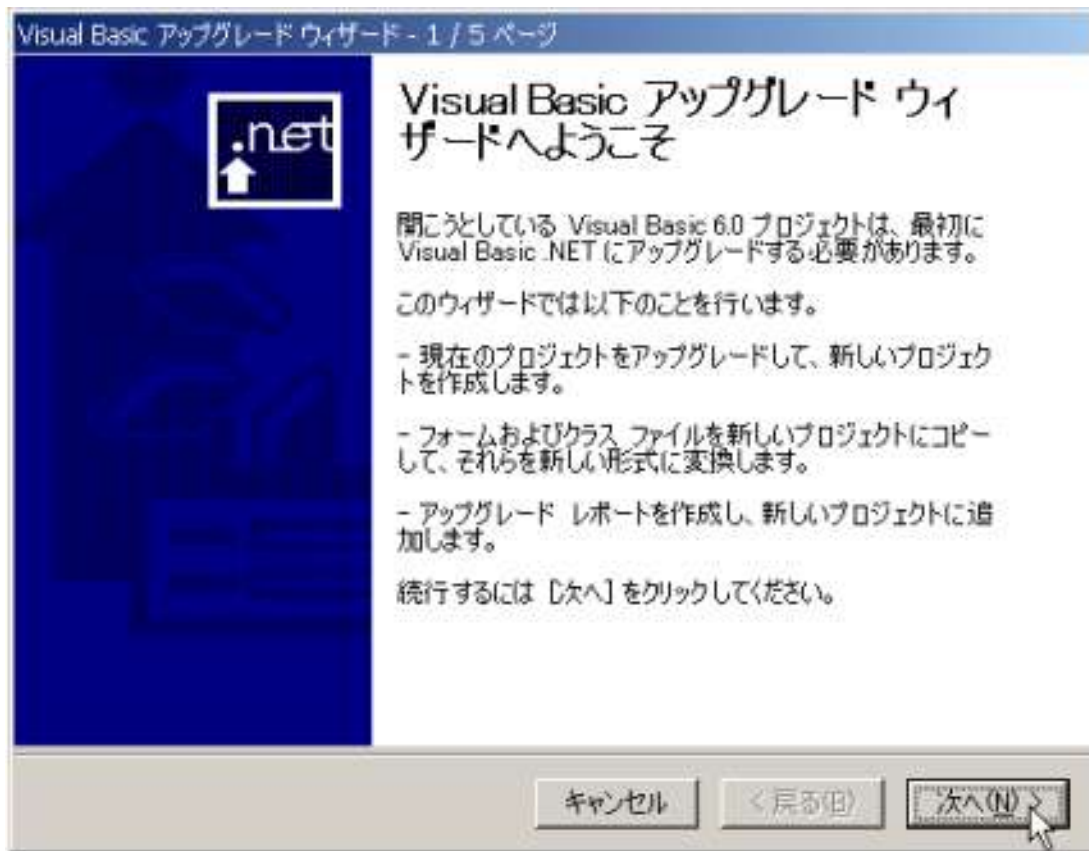 Visual Basic アップグレード ウィザード - 1 / 5 ページ
.net
Visual Basic アップグレード ウィ
ザードへようこそ
開こうとしている Visual Basic 6.0 プロジェクトは、最初に
Visual Basic .NET にアップグレードする必要があります。
このウィザードでは以下のことを行います。
- 現在のプロジェクトをアップグレードして、新しいプロジェク
トを作成します。
- フォームおよびクラス ファイルを新しいプロジェクトにコピー
して、それらを新しい形式に変換します。
- アップグレード レポートを作成し、新しいプロジェクトに追
加します。
続行するには [次へ] をクリックしてください。
キャンセル
< 戻る(B)
次へ(N) >